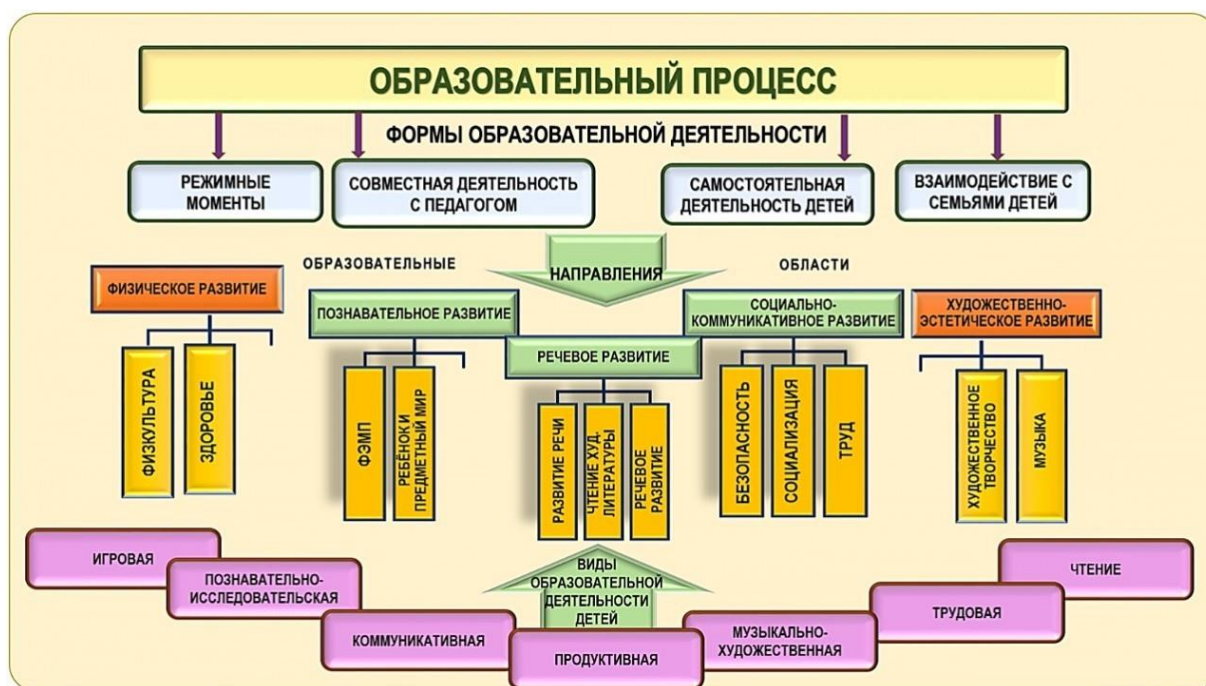 ОБРАЗОВАТЕЛЬНЫЙ ПРОЦЕСС
ФОРМЫ ОБРАЗОВАТЕЛЬНОЙ ДЕЯТЕЛЬНОСТИ
РЕЖИМНЫЕ
МОМЕНТЫ
СОВМЕСТНАЯ ДЕЯТЕЛЬНОСТЬ
С ПЕДАГОГОМ
САМОСТОЯТЕЛЬНАЯ
ДЕЯТЕЛЬНОСТЬ ДЕТЕЙ
ВЗАИМОДЕЙСТВИЕ С
СЕМЬЯМИ ДЕТЕЙ
ОБРАЗОВАТЕЛЬНЫЕ
НАПРАВЛЕНИЯ
ОБЛАСТИ
ФИЗИЧЕСКОЕ РАЗВИТИЕ
ПОЗНАВАТЕЛЬНОЕ РАЗВИТИЕ
РЕЧЕВОЕ РАЗВИТИЕ
СОЦИАЛЬНО-
КОММУНИКАТИВНОЕ РАЗВИТИЕ
ХУДОЖЕСТВЕННО-
ЭСТЕТИЧЕСКОЕ РАЗВИТИЕ
ФИЗКУЛЬТУРА
ЗДОРОВЬЕ
ФЭМП
РЕБЁНОК И
ПРЕДМЕТНЫЙ МИР
РАЗВИТИЕ РЕЧИ
ЧТЕНИЕ ХУД.
ЛИТЕРАТУРЫ
РЕЧЕВОЕ
РАЗВИТИЕ
БЕЗОПАСНОСТЬ
СОЦИАЛИЗАЦИЯ
ТРУД
ХУДОЖЕСТВЕННОЕ
ТВОРЧЕСТВО
МУЗЫКА
ВИДЫ
ОБРАЗОВАТЕЛЬНОЙ
ДЕЯТЕЛЬНОСТИ
ДЕТЕЙ
ИГРОВАЯ
ПОЗНАВАТЕЛЬНО-
ИССЛЕДОВАТЕЛЬСКАЯ
КОММУНИКАТИВНАЯ
ПРОДУКТИВНАЯ
МУЗЫКАЛЬНО-
ХУДОЖЕСТВЕННАЯ
ТРУДОВАЯ
ЧТЕНИЕ